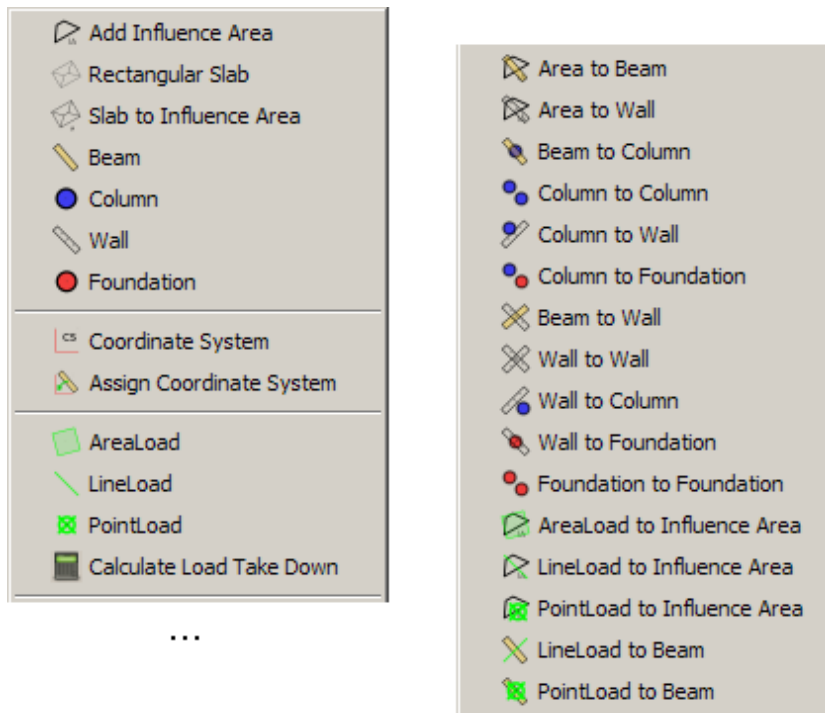 Add Influence Area
Rectangular Slab
Slab to Influence Area
Beam
Column
Wall
Foundation
CS Coordinate System
Assign Coordinate System
AreaLoad
LineLoad
PointLoad
Calculate Load Take Down
...
Area to Beam
Area to Wall
Beam to Column
Column to Column
Column to Wall
Column to Foundation
Beam to Wall
Wall to Wall
Wall to Column
Wall to Foundation
Foundation to Foundation
AreaLoad to Influence Area
LineLoad to Influence Area
PointLoad to Influence Area
LineLoad to Beam
PointLoad to Beam